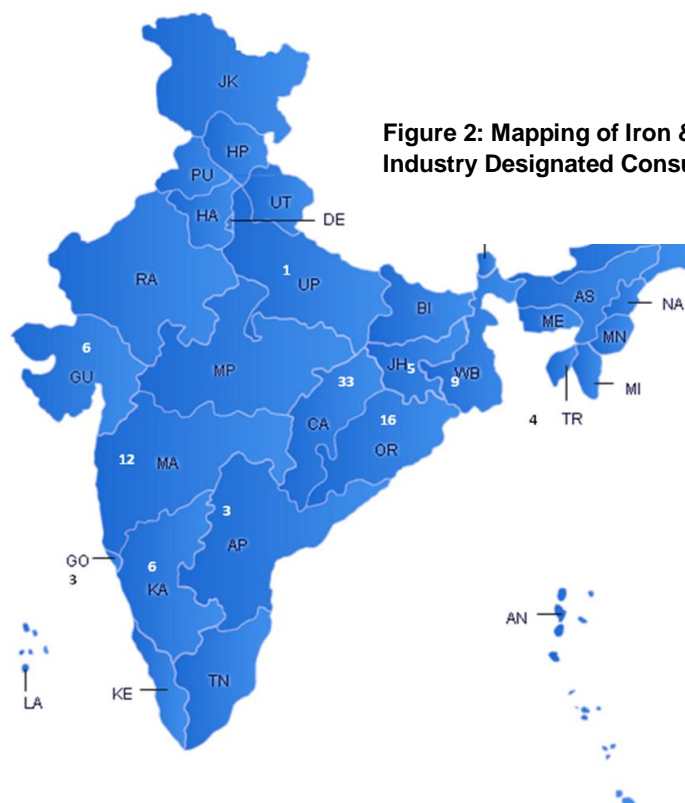 JK
Figure 2: Mapping of Iron &
Industry Designated Consu
HP
PU
UT
HA
DE
RA
1
UP
BI
AS
NA
ME
MN
6
GU
MP
JH
5
WB
9
33
MI
CA
16
4
TR
OR
12
MA
3
AP
GO
3
6
KA
AN
TN
KE
LA